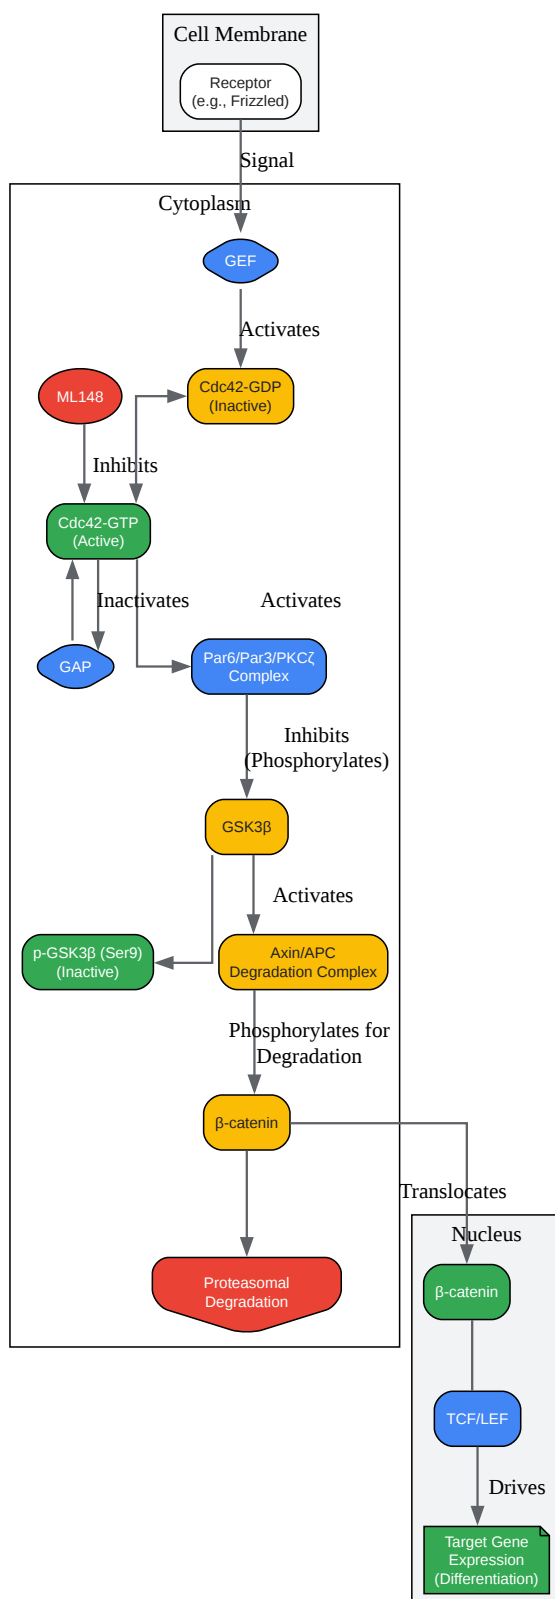 Cell Membrane
Receptor
(e.g., Frizzled)
Signal
Cytoplasm
GEF
Activates
ML148
Cdc42-GDP
(Inactive)
Inhibits
Cdc42-GTP
(Active)
Inactivates
Activates
GAP
Par6/Par3/PKCζ
Complex
Inhibits
(Phosphorylates)
GSK3β
Activates
p-GSK3β (Ser9)
(Inactive)
Axin/APC
Degradation Complex
Phosphorylates for
Degradation
β-catenin
Translocates
Nucleus
Proteasomal
Degradation
β-catenin
TCF/LEF
Drives
Target Gene
Expression
(Differentiation)